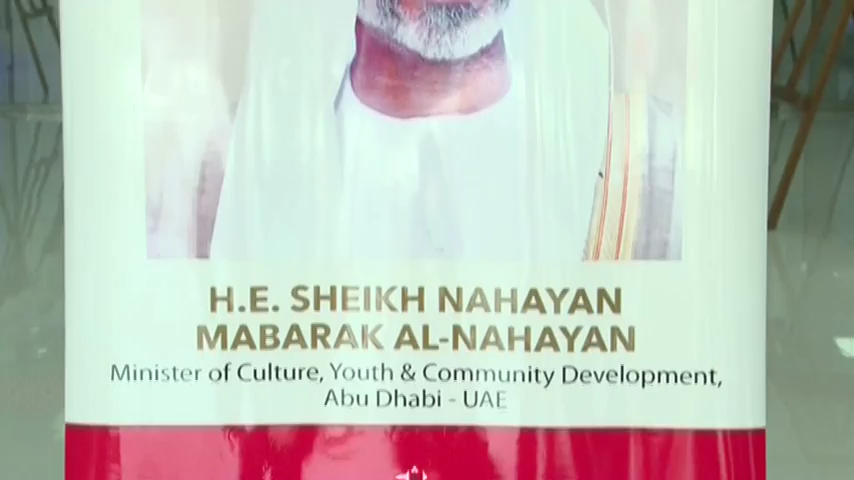 H.E. SHEIKH NAHAYAN
MABARAK AL-NAHAYAN
Minister of Culture, Youth & Community Development,
Abu Dhabi - UAE